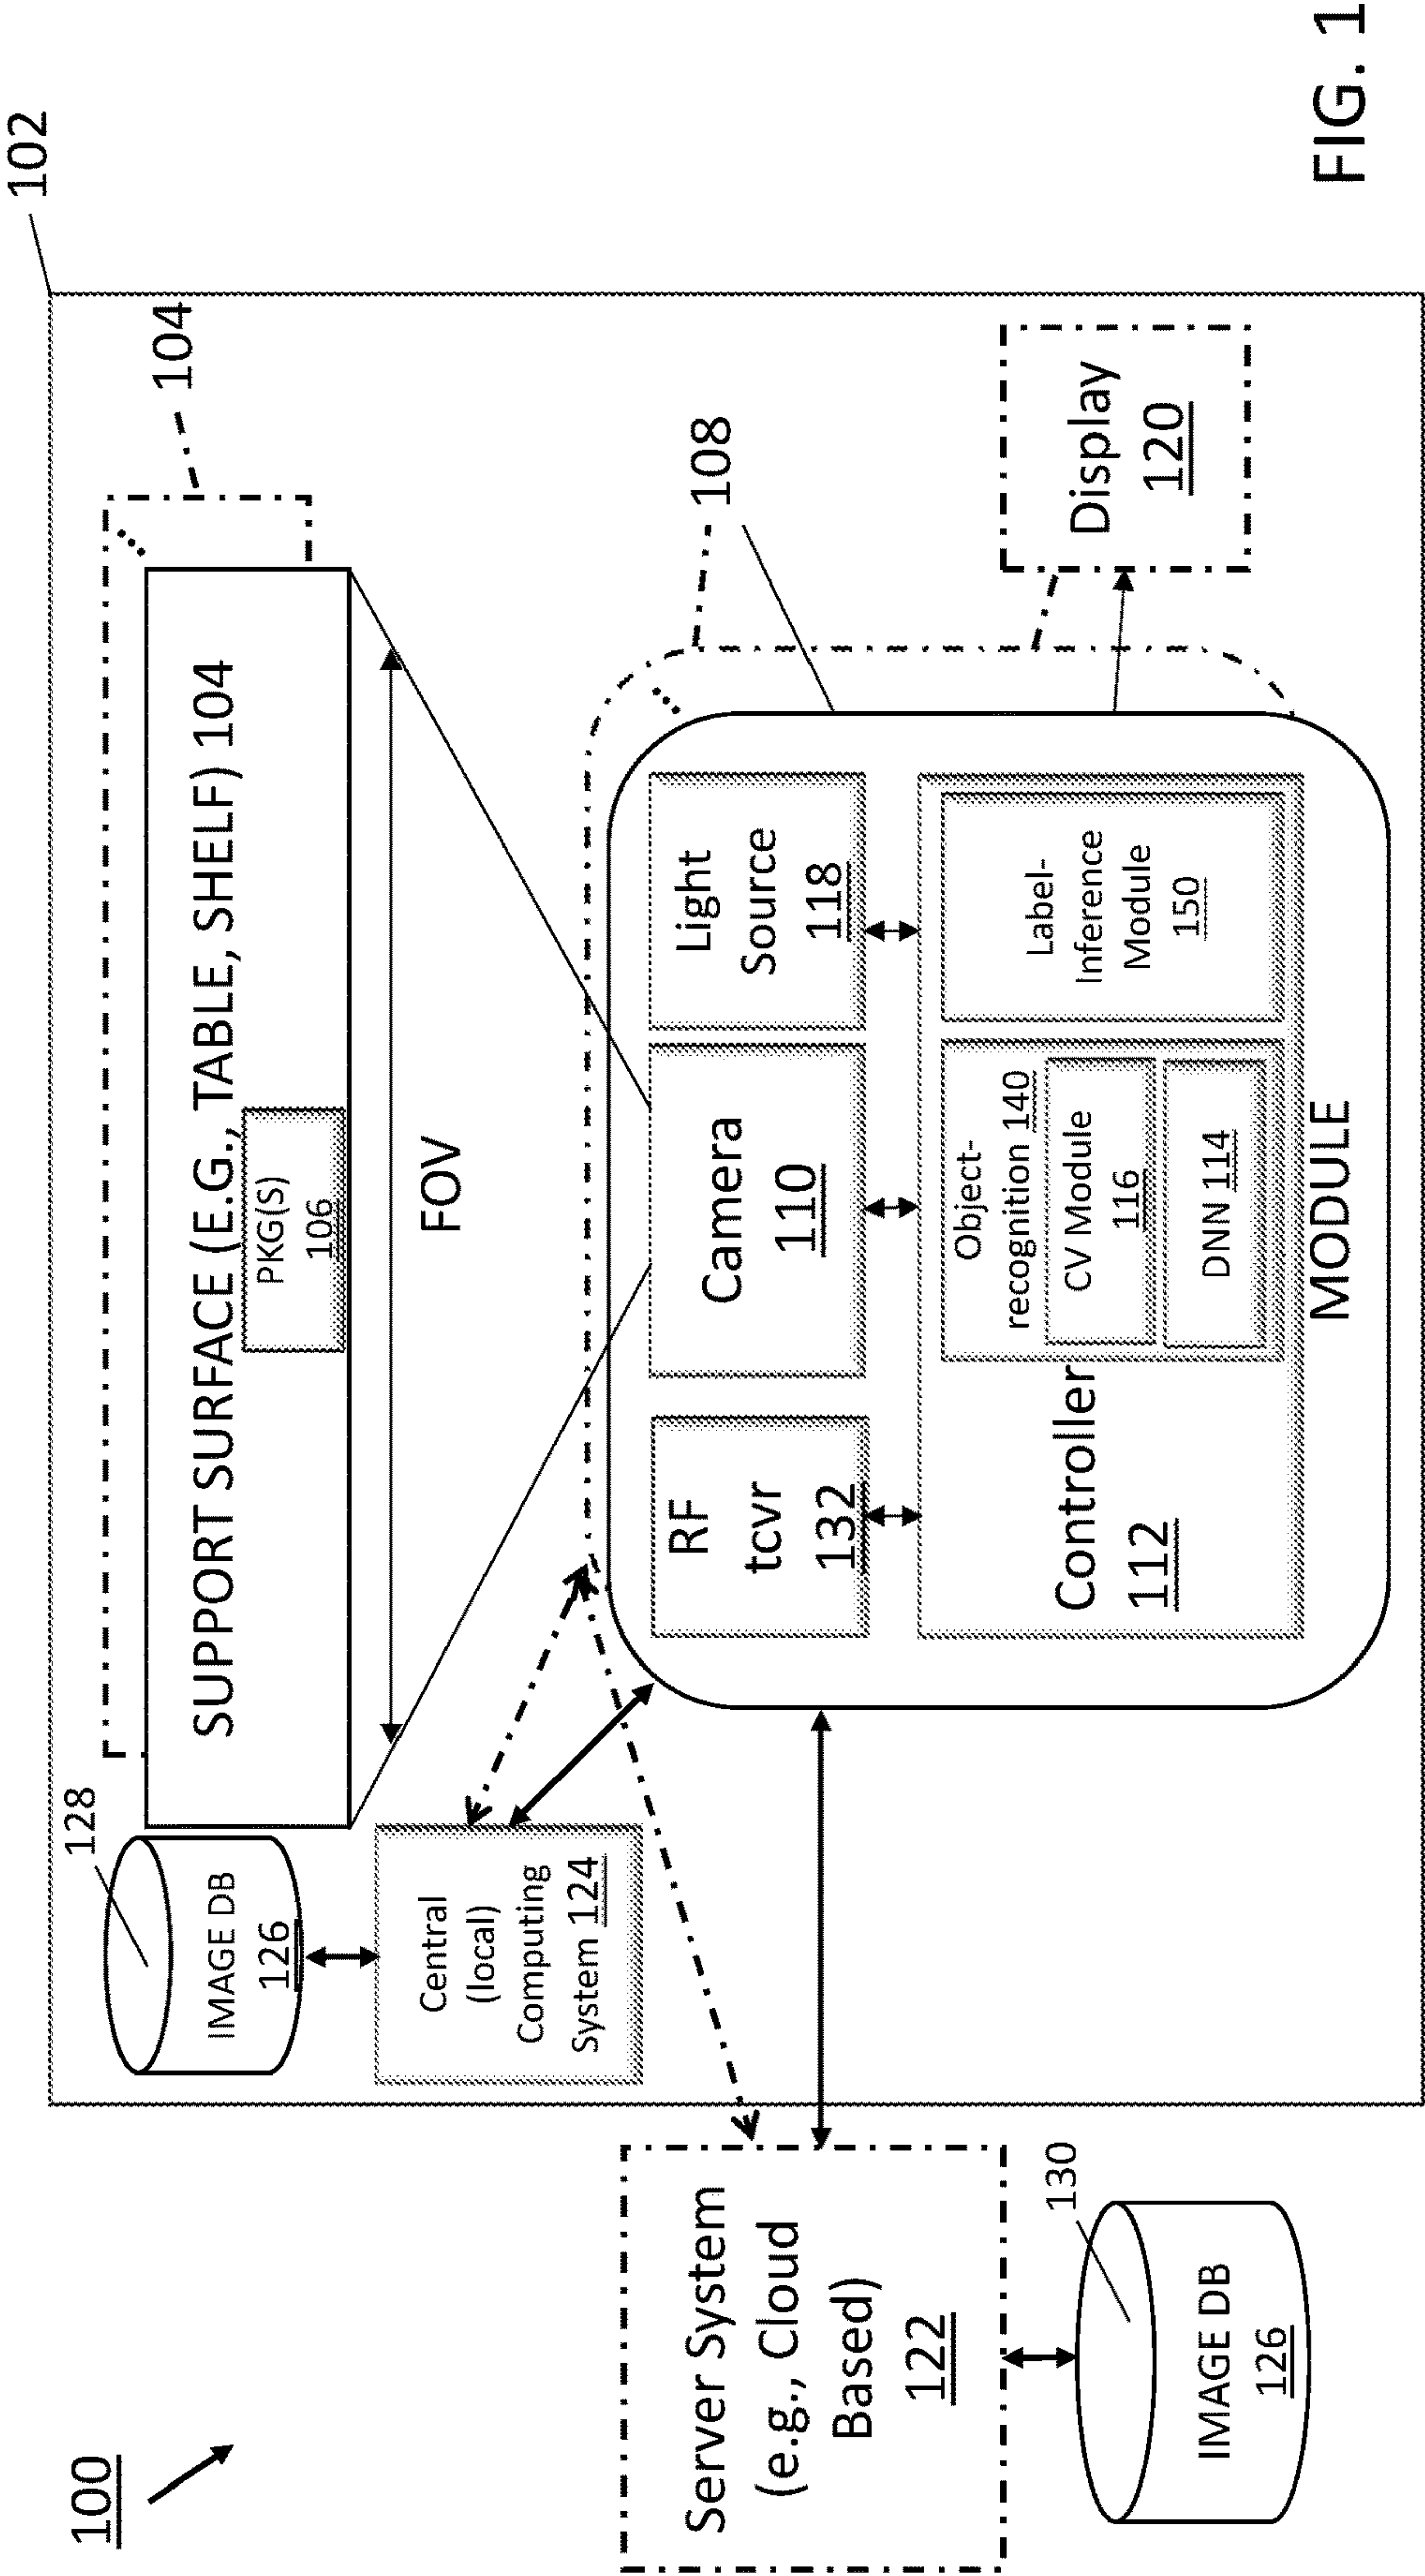 100
102
128
IMAGE DB
126
104
SUPPORT SURFACE (E.G., TABLE, SHELF) 104
PKG(S)
106
FOV
Central
(local)
Computing
System 124
108
RF
tcvr
132
Camera
110
Light
Source
118
Controller
112
Object-
recognition 140
CV Module
116
DNN 114
Label-
Inference
Module
150
MODULE
Display
120
Server System
(e.g., Cloud
Based)
122
130
IMAGE DB
126
FIG. 1